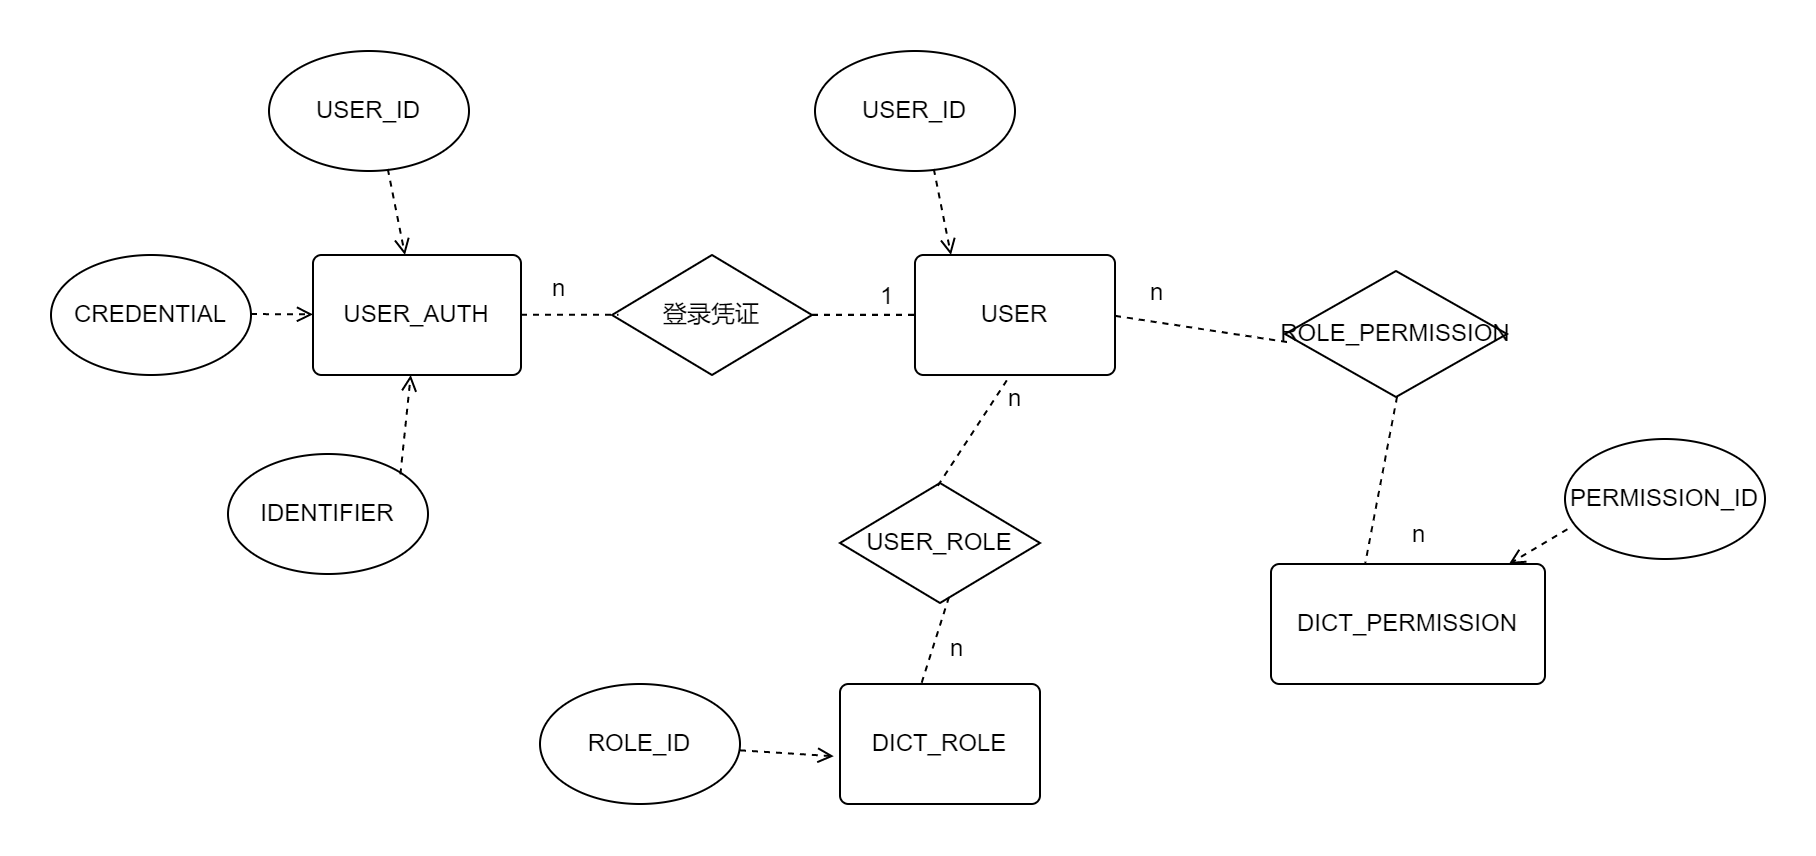 USER_ID
USER_ID
CREDENTIAL
USER_AUTH
n
登录凭证
1
USER
n
ROLE_PERMISSION
n
IDENTIFIER
USER_ROLE
n
PERMISSION_ID
n
DICT_PERMISSION
ROLE_ID
DICT_ROLE